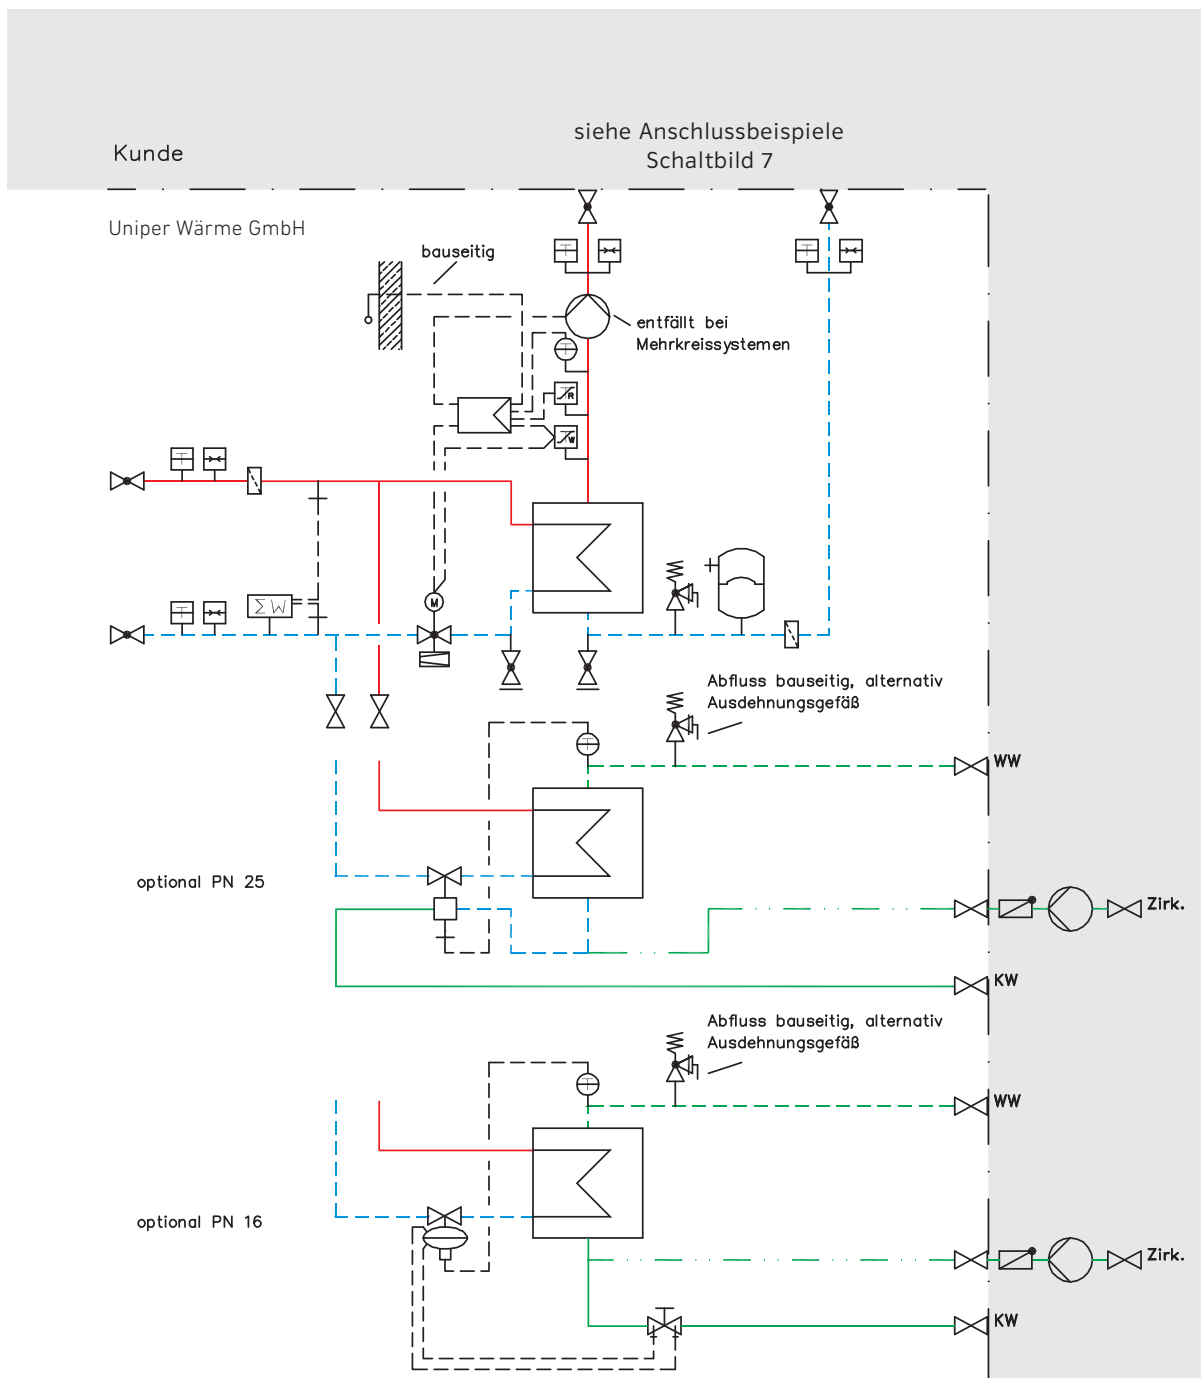 siehe Anschlussbeispiele
Schaltbild 7
Kunde
Uniper Wärme GmbH
bauseitig
T
T
entfällt bei
Mehrkreissystemen
T
R
W
T
M
T
ΣW
Abfluss bauseitig, alternativ
Ausdehnungsgefäß
T
WW
optional PN 25
Zirk.
KW
Abfluss bauseitig, alternativ
Ausdehnungsgefäß
T
WW
optional PN 16
Zirk.
KW